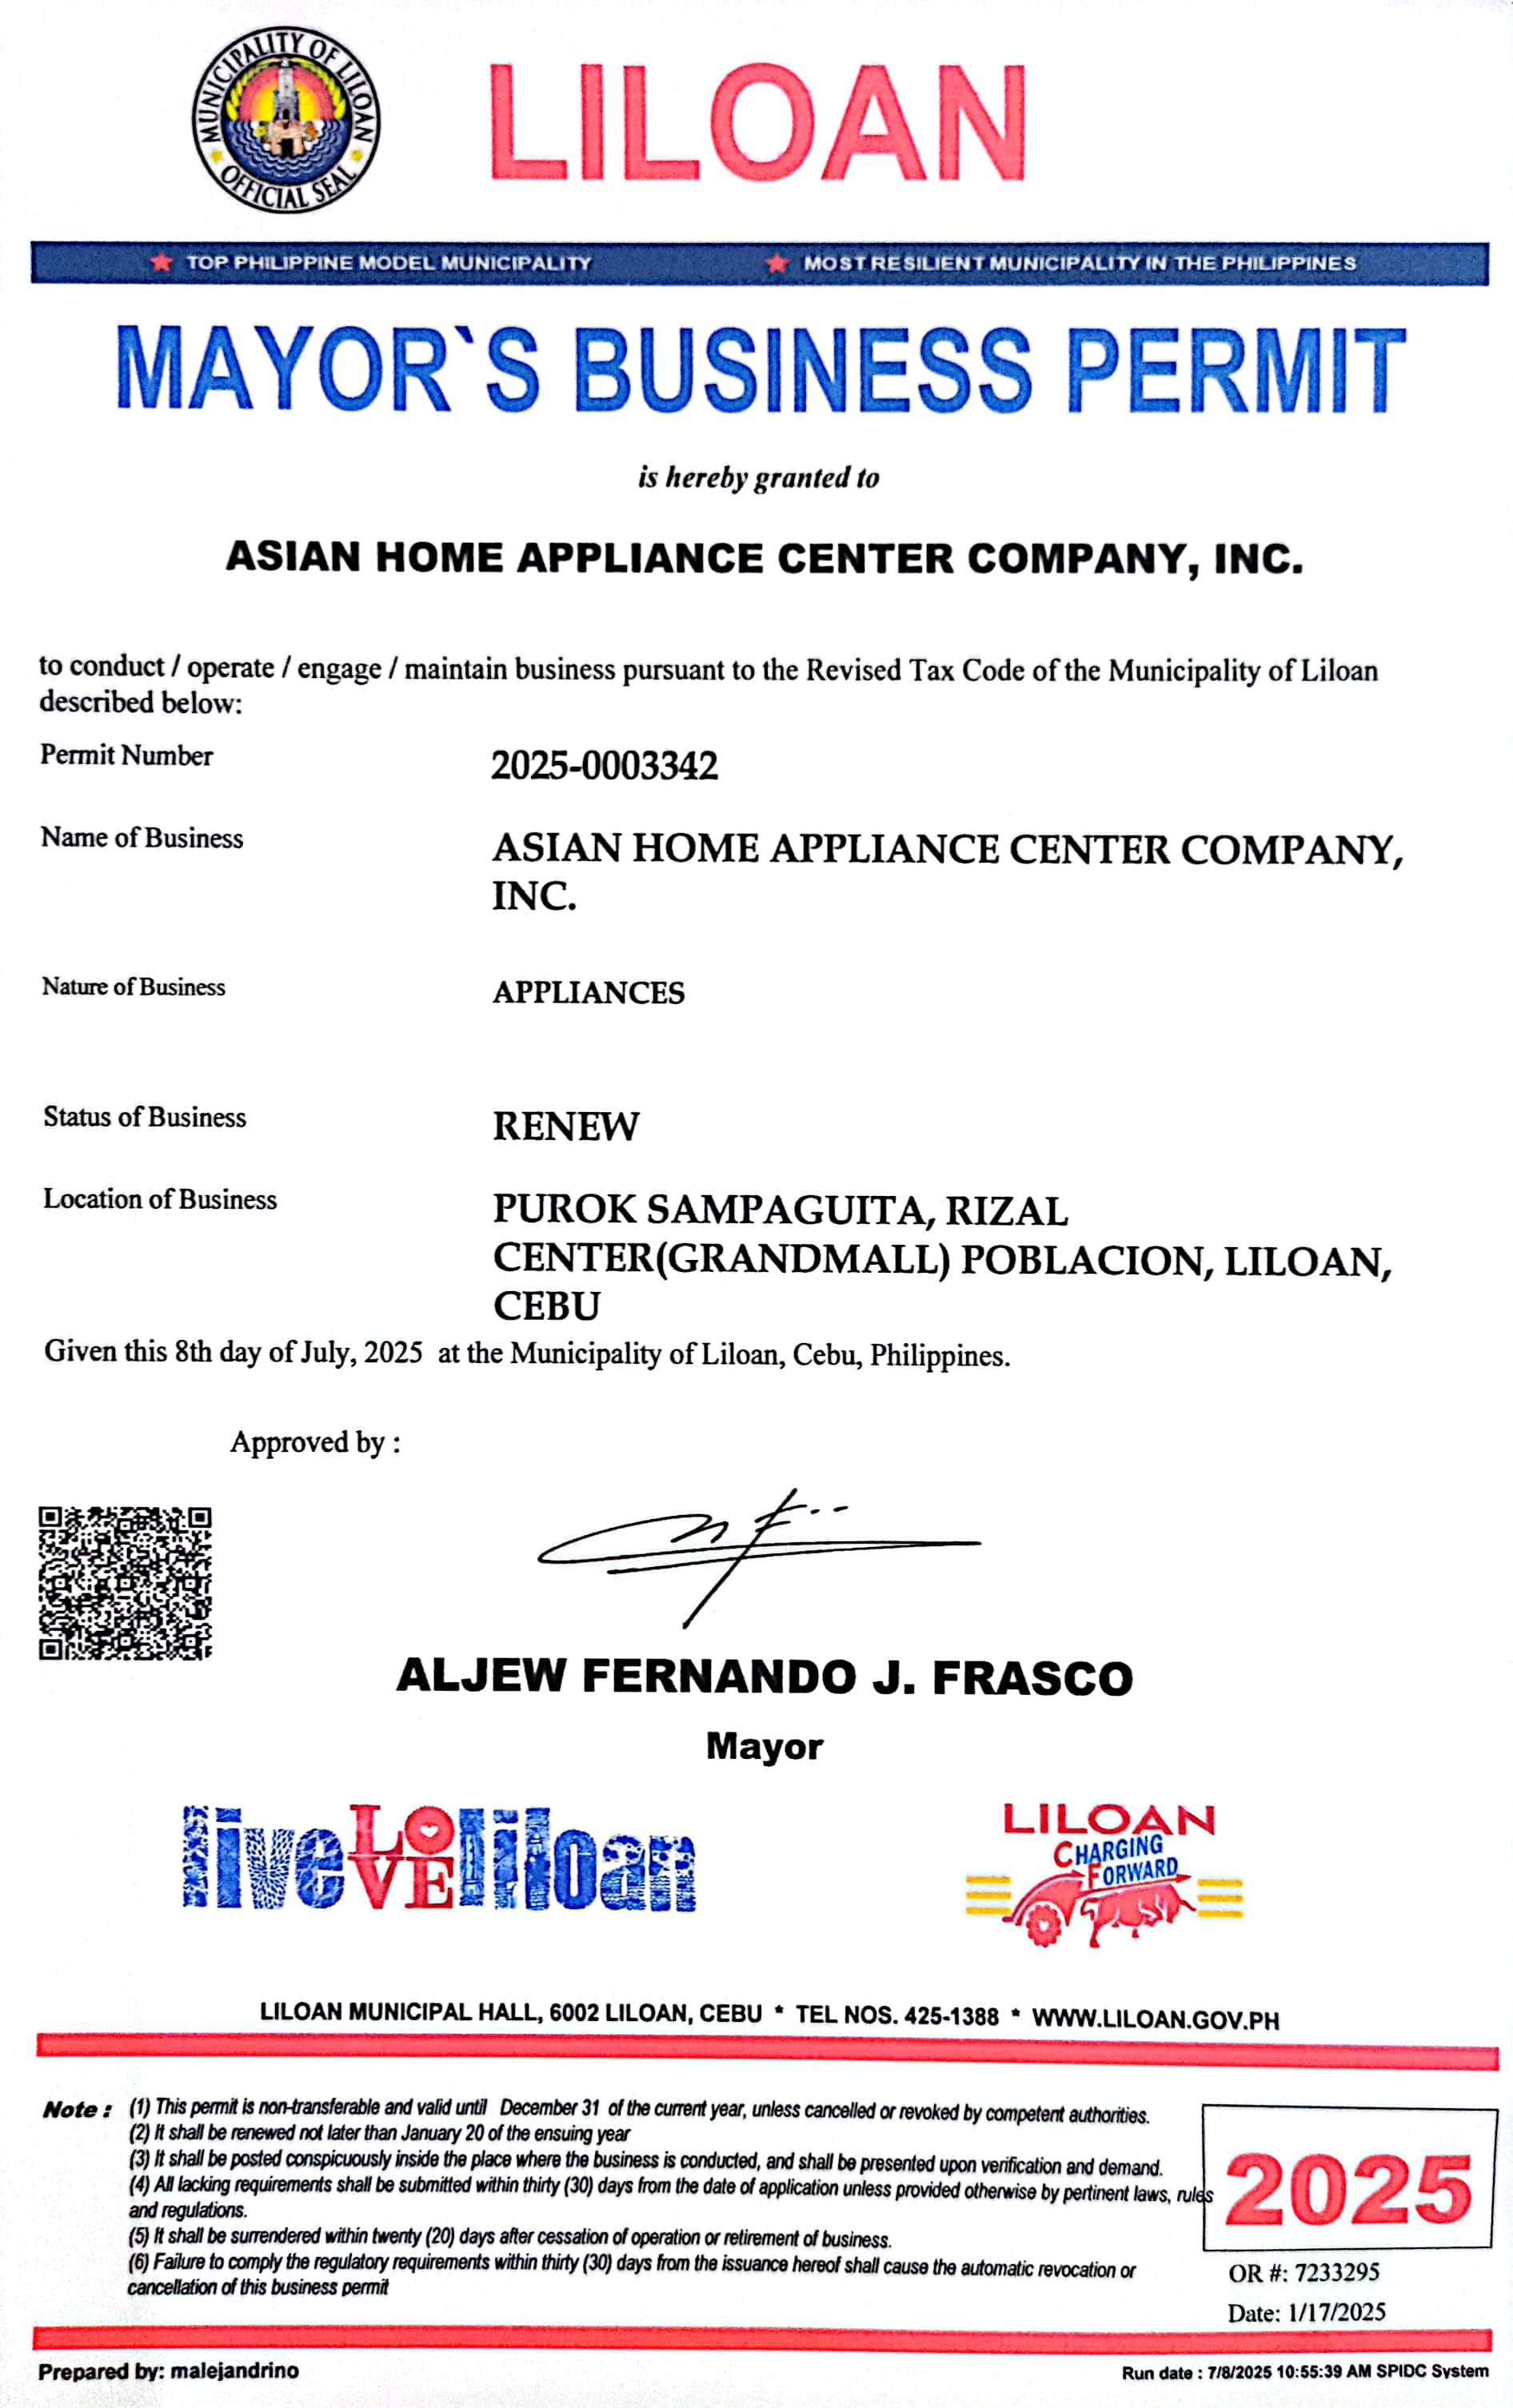 MUNICIPALITY OF LILOAN
OFFICIAL SEAL
LILOAN
TOP PHILIPPINE MODEL MUNICIPALITY
MOST RESILIENT MUNICIPALITY IN THE PHILIPPINES
MAYOR`S BUSINESS PERMIT
is hereby granted to
ASIAN HOME APPLIANCE CENTER COMPANY, INC.
to conduct / operate / engage / maintain business pursuant to the Revised Tax Code of the Municipality of Liloan
described below:
Permit Number 2025-0003342
Name of Business ASIAN HOME APPLIANCE CENTER COMPANY,
INC.
Nature of Business APPLIANCES
Status of Business RENEW
Location of Business PUROK SAMPAGUITA, RIZAL
CENTER(GRANDMALL) POBLACION, LILOAN,
CEBU
Given this 8th day of July, 2025 at the Municipality of Liloan, Cebu, Philippines.
Approved by :
ALJEW FERNANDO J. FRASCO
Mayor
live LOVE liloan
LILOAN
CHARGING
FORWARD
LILOAN MUNICIPAL HALL, 6002 LILOAN, CEBU * TEL NOS. 425-1388 * WWW.LILOAN.GOV.PH
Note : (1) This permit is non-transferable and valid until December 31 of the current year, unless cancelled or revoked by competent authorities.
(2) It shall be renewed not later than January 20 of the ensuing year
(3) It shall be posted conspicuously inside the place where the business is conducted, and shall be presented upon verification and demand.
(4) All lacking requirements shall be submitted within thirty (30) days from the date of application unless provided otherwise by pertinent laws, rules
and regulations.
(5) It shall be surrendered within twenty (20) days after cessation of operation or retirement of business.
(6) Failure to comply the regulatory requirements within thirty (30) days from the issuance hereof shall cause the automatic revocation or
cancellation of this business permit
2025
OR #: 7233295
Date: 1/17/2025
Prepared by: malejandrino
Run date : 7/8/2025 10:55:39 AM SPIDC System